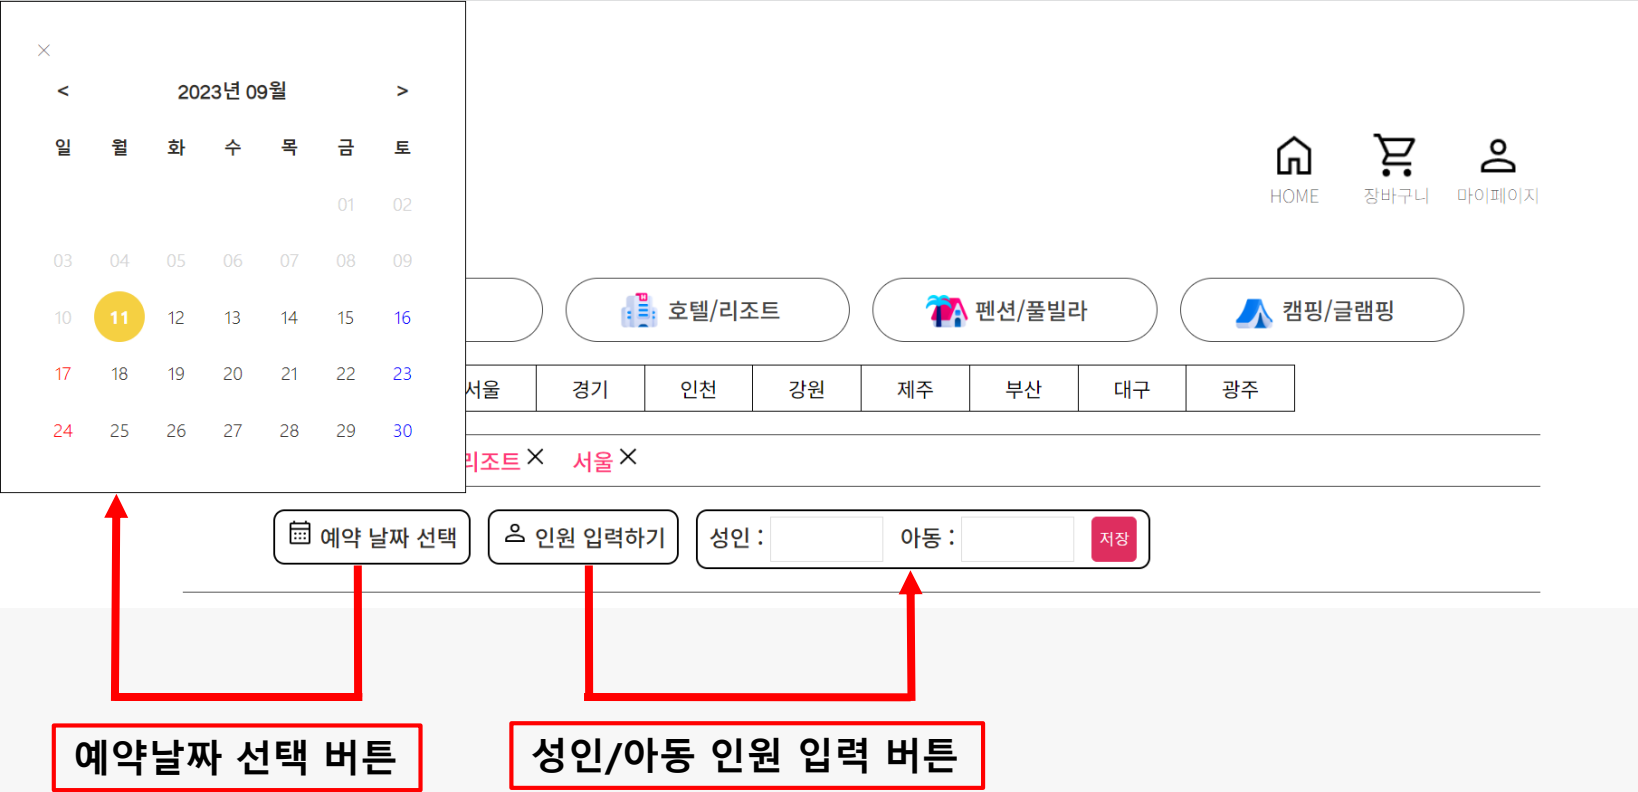 ×
< 2023년 09월 >
일 월 화 수 목 금 토
01 02
03 04 05 06 07 08 09
10 11 12 13 14 15 16
17 18 19 20 21 22 23
24 25 26 27 28 29 30
HOME 장바구니 마이페이지
호텔/리조트 펜션/풀빌라 캠핑/글램핑
서울 경기 인천 강원 제주 부산 대구 광주
리조트 × 서울 ×
예약 날짜 선택 인원 입력하기 성인 : 아동 : 저장
예약날짜 선택 버튼
성인/아동 인원 입력 버튼